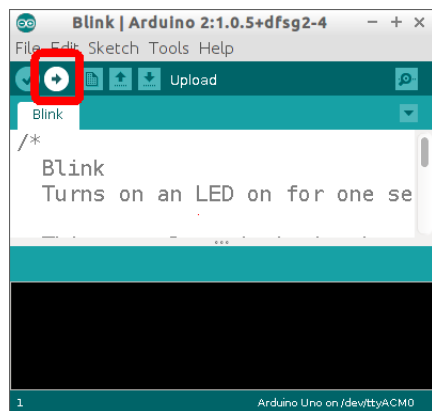 Blink | Arduino 2:1.0.5+dfsg2-4
File Edit Sketch Tools Help
Upload
Blink
/*
Blink
Turns on an LED on for one se
1
Arduino Uno on /dev/ttyACM0